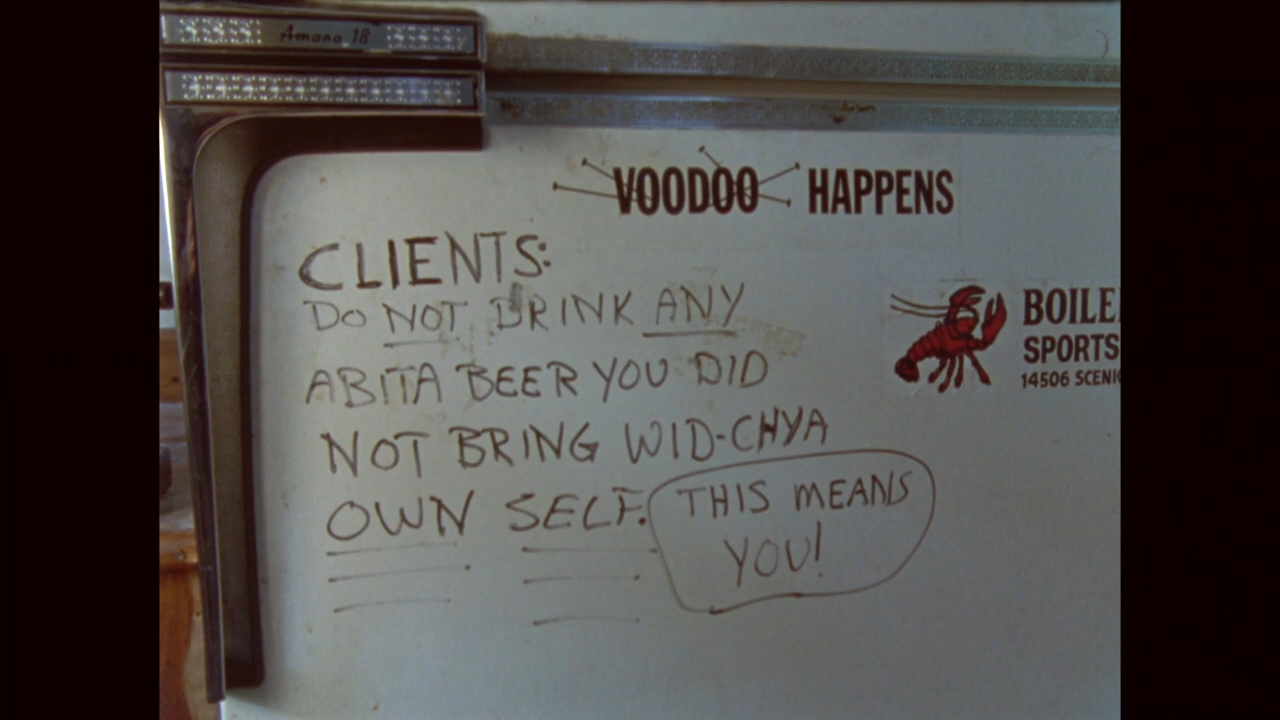 Amana 18
VOODOO HAPPENS
CLIENTS:
DO NOT DRINK ANY
ABITA BEER YOU DID
NOT BRING WID-CHYA
OWN SELF.
THIS MEANS
YOU!
BOILE
SPORTS
14506 SCENIC